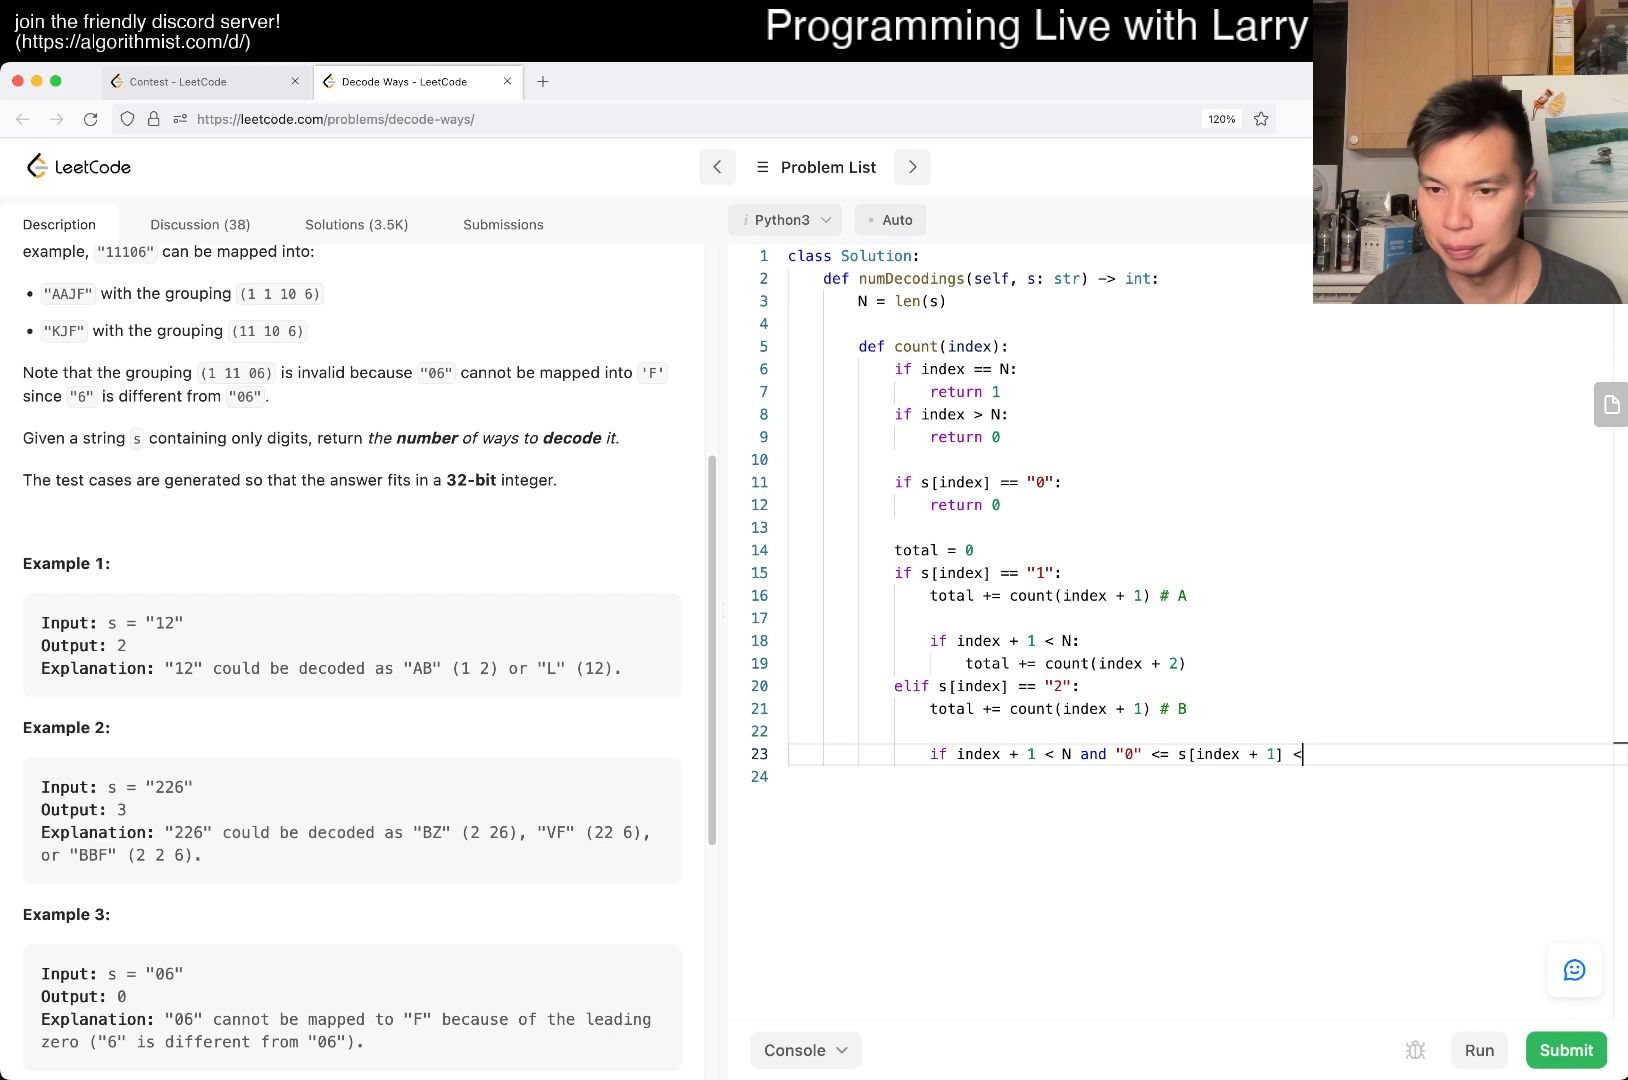 join the friendly discord server!
(https://algorithmist.com/d/)
Programming Live with Larry
Contest - LeetCode
Decode Ways - LeetCode
https://leetcode.com/problems/decode-ways/
120%
LeetCode
Problem List
Description
Discussion (38)
Solutions (3.5K)
Submissions
example, "11106" can be mapped into:
• "AAJF" with the grouping (1 1 10 6)
• "KJF" with the grouping (11 10 6)
Note that the grouping (1 11 06) is invalid because "06" cannot be mapped into 'F'
since "6" is different from "06".
Given a string s containing only digits, return the number of ways to decode it.
The test cases are generated so that the answer fits in a 32-bit integer.
Example 1:
Input: s = "12"
Output: 2
Explanation: "12" could be decoded as "AB" (1 2) or "L" (12).
Example 2:
Input: s = "226"
Output: 3
Explanation: "226" could be decoded as "BZ" (2 26), "VF" (22 6),
or "BBF" (2 2 6).
Example 3:
Input: s = "06"
Output: 0
Explanation: "06" cannot be mapped to "F" because of the leading
zero ("6" is different from "06").
i Python3
Auto
1 class Solution:
2 def numDecodings(self, s: str) -> int:
3 N = len(s)
4
5 def count(index):
6 if index == N:
7 return 1
8 if index > N:
9 return 0
10
11 if s[index] == "0":
12 return 0
13
14 total = 0
15 if s[index] == "1":
16 total += count(index + 1) # A
17
18 if index + 1 < N:
19 total += count(index + 2)
20 elif s[index] == "2":
21 total += count(index + 1) # B
22
23 if index + 1 < N and "0" <= s[index + 1] <
24
Console
Run
Submit